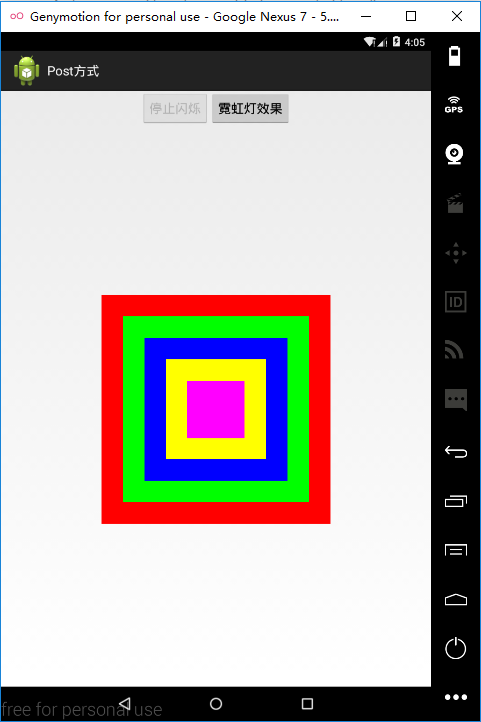 Genymotion for personal use - Google Nexus 7 - 5....
4:05
Post方式
停止闪烁 霓虹灯效果
GPS
ID
free for personal use